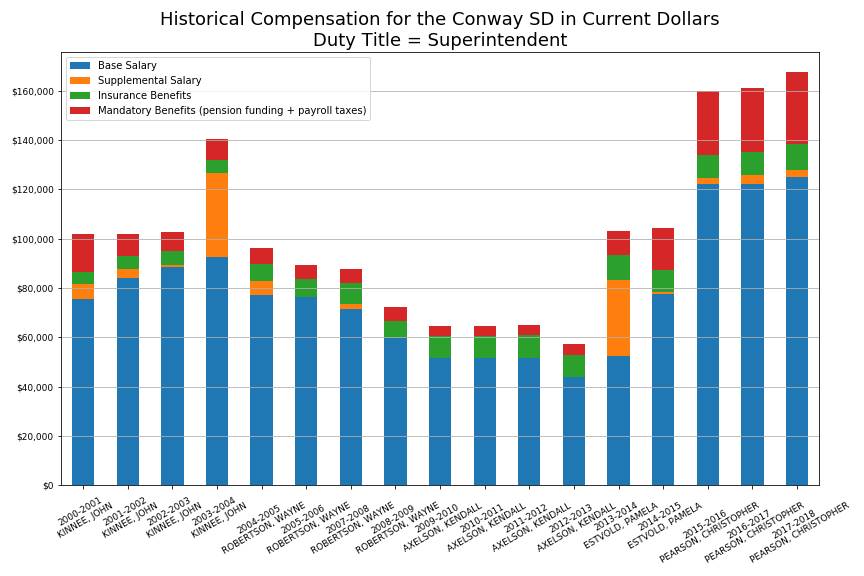 Historical Compensation for the Conway SD in Current Dollars
Duty Title = Superintendent
Base Salary
Supplemental Salary
Insurance Benefits
Mandatory Benefits (pension funding + payroll taxes)
$160,000
$140,000
$120,000
$100,000
$80,000
$60,000
$40,000
$20,000
$0
2000-2001
KINNEE, JOHN
2001-2002
KINNEE, JOHN
2002-2003
KINNEE, JOHN
2003-2004
KINNEE, JOHN
2004-2005
ROBERTSON, WAYNE
2005-2006
ROBERTSON, WAYNE
2007-2008
ROBERTSON, WAYNE
2008-2009
ROBERTSON, WAYNE
2009-2010
AXELSON, KENDALL
2010-2011
AXELSON, KENDALL
2011-2012
AXELSON, KENDALL
2012-2013
AXELSON, KENDALL
2013-2014
ESTVOLD, PAMELA
2014-2015
ESTVOLD, PAMELA
2015-2016
PEARSON, CHRISTOPHER
2016-2017
PEARSON, CHRISTOPHER
2017-2018
PEARSON, CHRISTOPHER